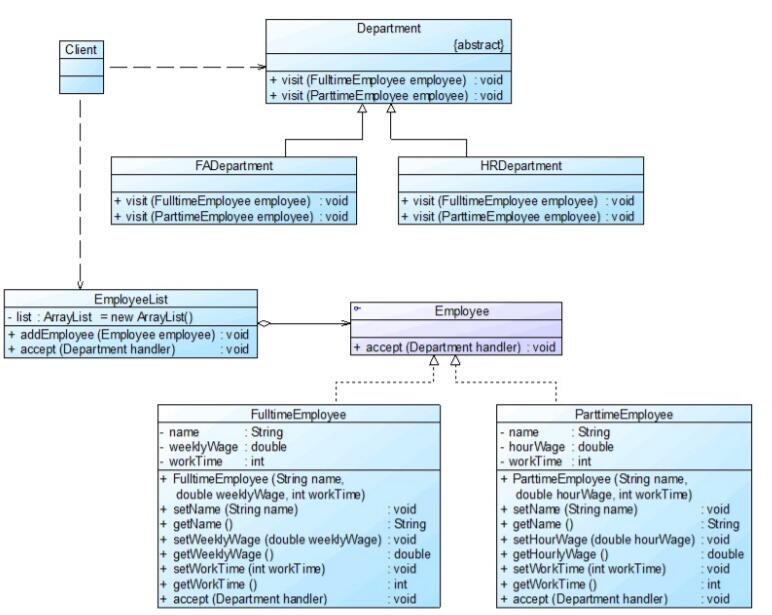 Department
{abstract}
Client
+ visit (FulltimeEmployee employee) : void
+ visit (ParttimeEmployee employee) : void
FADepartment
+ visit (FulltimeEmployee employee) : void
+ visit (ParttimeEmployee employee) : void
HRDepartment
+ visit (FulltimeEmployee employee) : void
+ visit (ParttimeEmployee employee) : void
EmployeeList
- list : ArrayList = new ArrayList()
+ addEmployee (Employee employee) : void
+ accept (Department handler) : void
Employee
+ accept (Department handler) : void
FulltimeEmployee
- name : String
- weeklyWage : double
- workTime : int
+ FulltimeEmployee (String name,
double weeklyWage, int workTime)
+ setName (String name) : void
+ getName () : String
+ setWeeklyWage (double weeklyWage) : void
+ getWeeklyWage () : double
+ setWorkTime (int workTime) : void
+ getWorkTime () : int
+ accept (Department handler) : void
ParttimeEmployee
- name : String
- hourWage : double
- workTime : int
+ ParttimeEmployee (String name,
double hourWage, int workTime)
+ setName (String name) : void
+ getName () : String
+ setHourWage (double hourWage) : void
+ getHourlyWage () : double
+ setWorkTime (int workTime) : void
+ getWorkTime () : int
+ accept (Department handler) : void